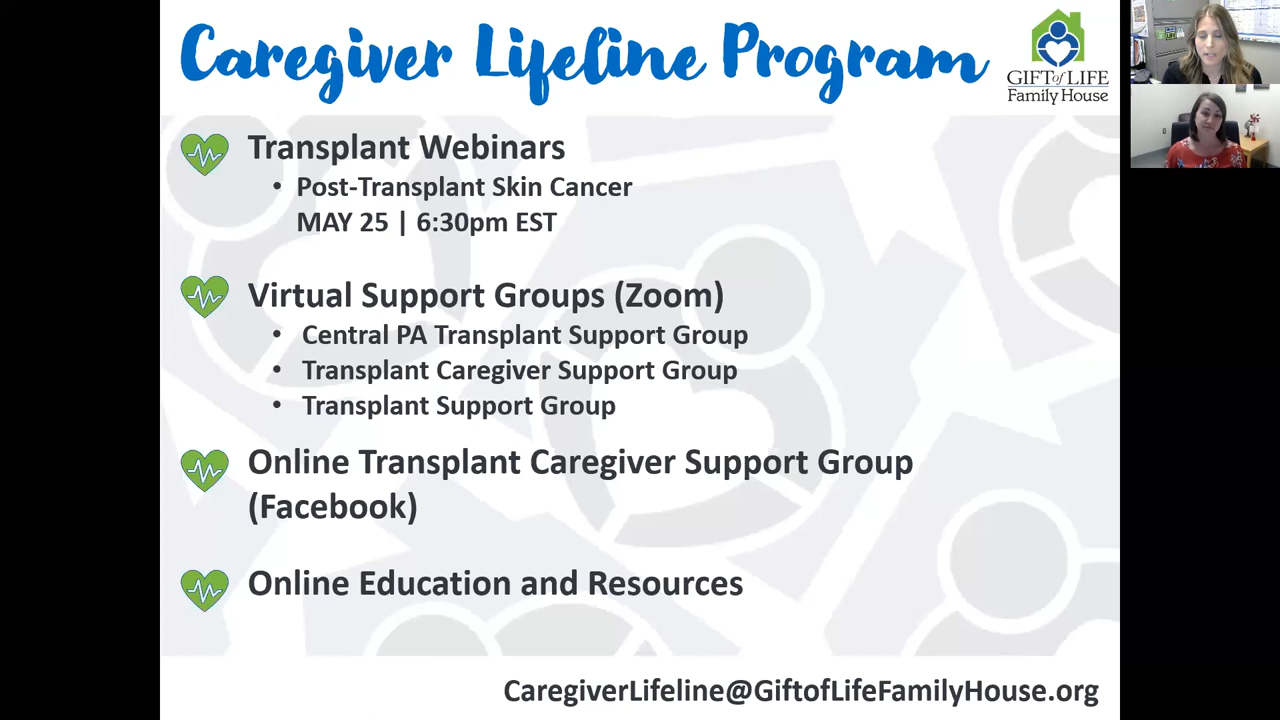 Caregiver Lifeline Program
GIFT of LIFE
Family House
Transplant Webinars
• Post-Transplant Skin Cancer
MAY 25 | 6:30pm EST
Virtual Support Groups (Zoom)
• Central PA Transplant Support Group
• Transplant Caregiver Support Group
• Transplant Support Group
Online Transplant Caregiver Support Group
(Facebook)
Online Education and Resources
CaregiverLifeline@GiftofLifeFamilyHouse.org